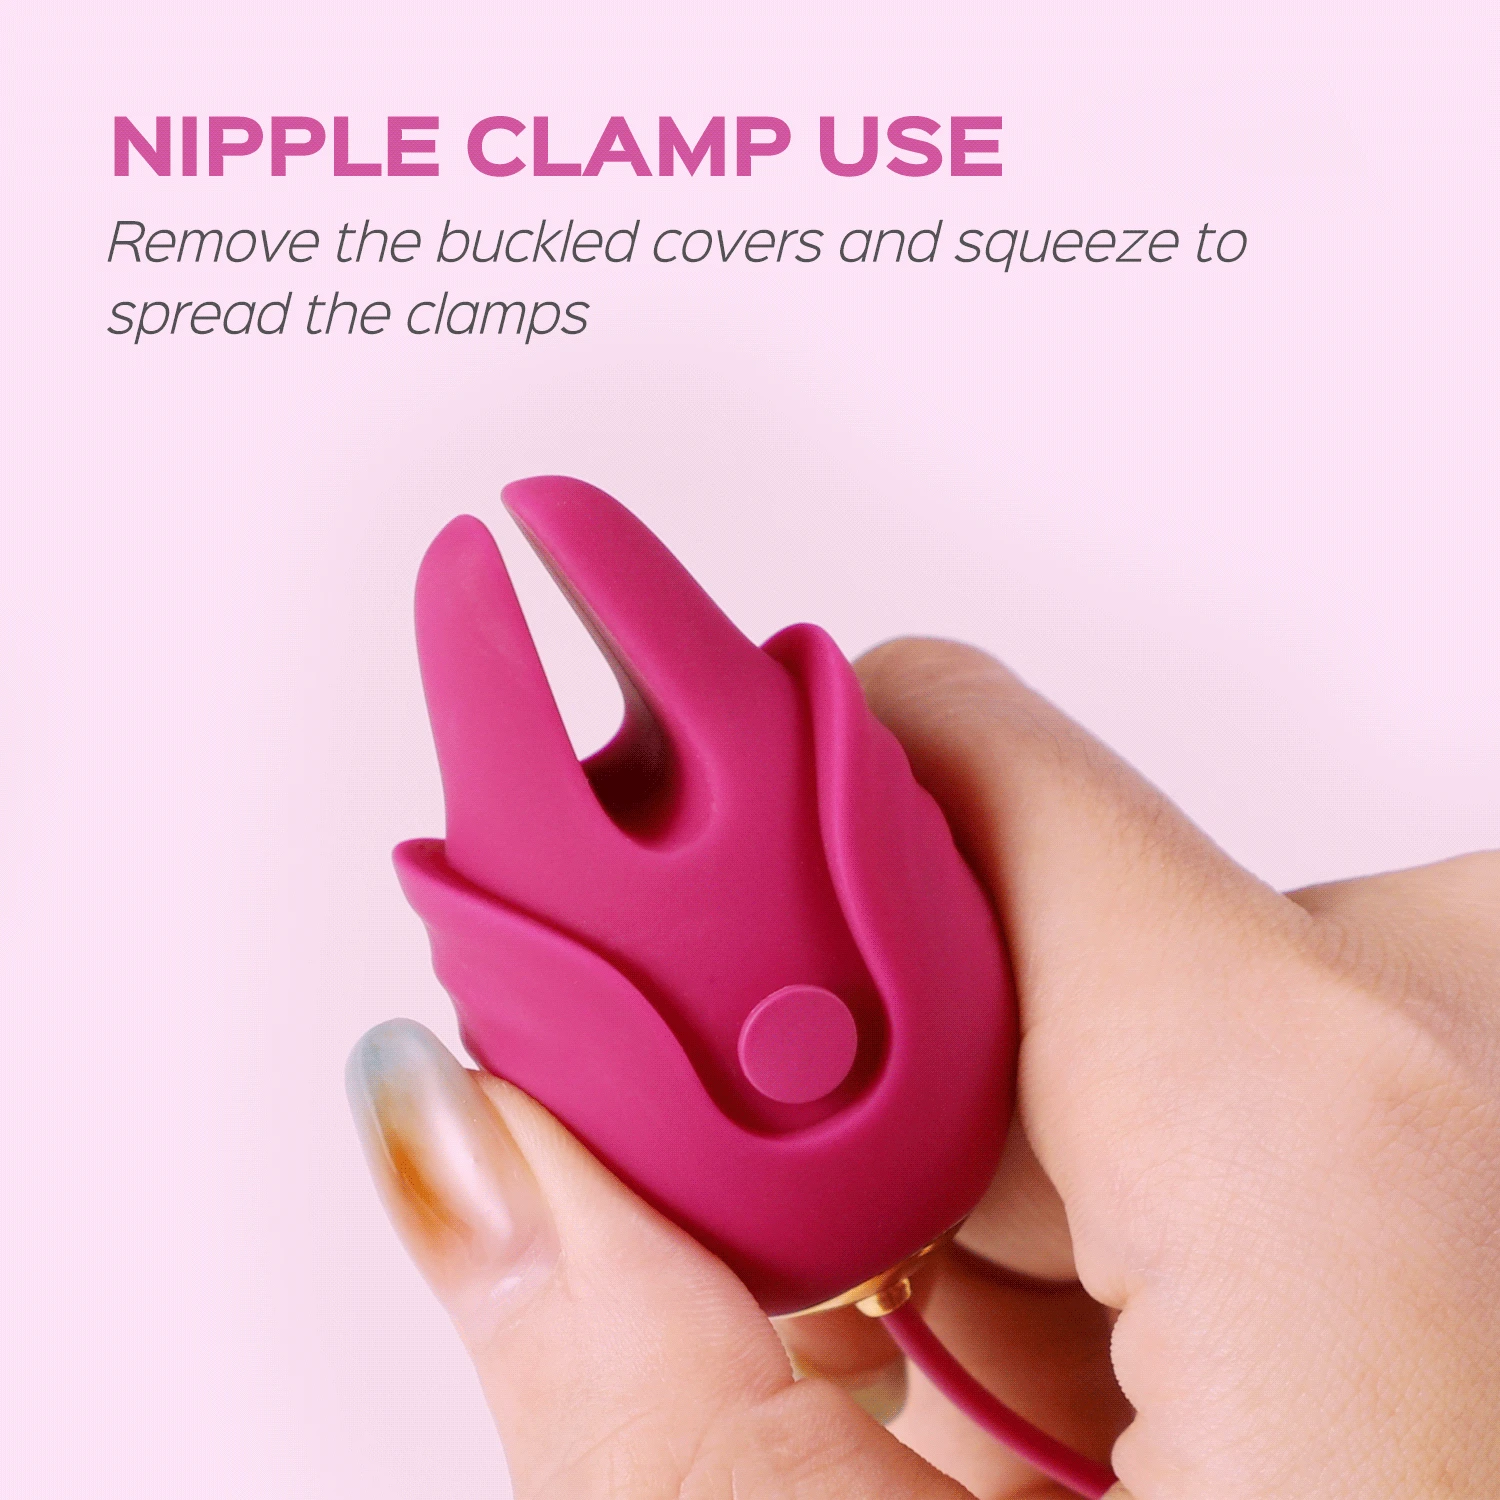 NIPPLE CLAMP USE
Remove the buckled covers and squeeze to
spread the clamps